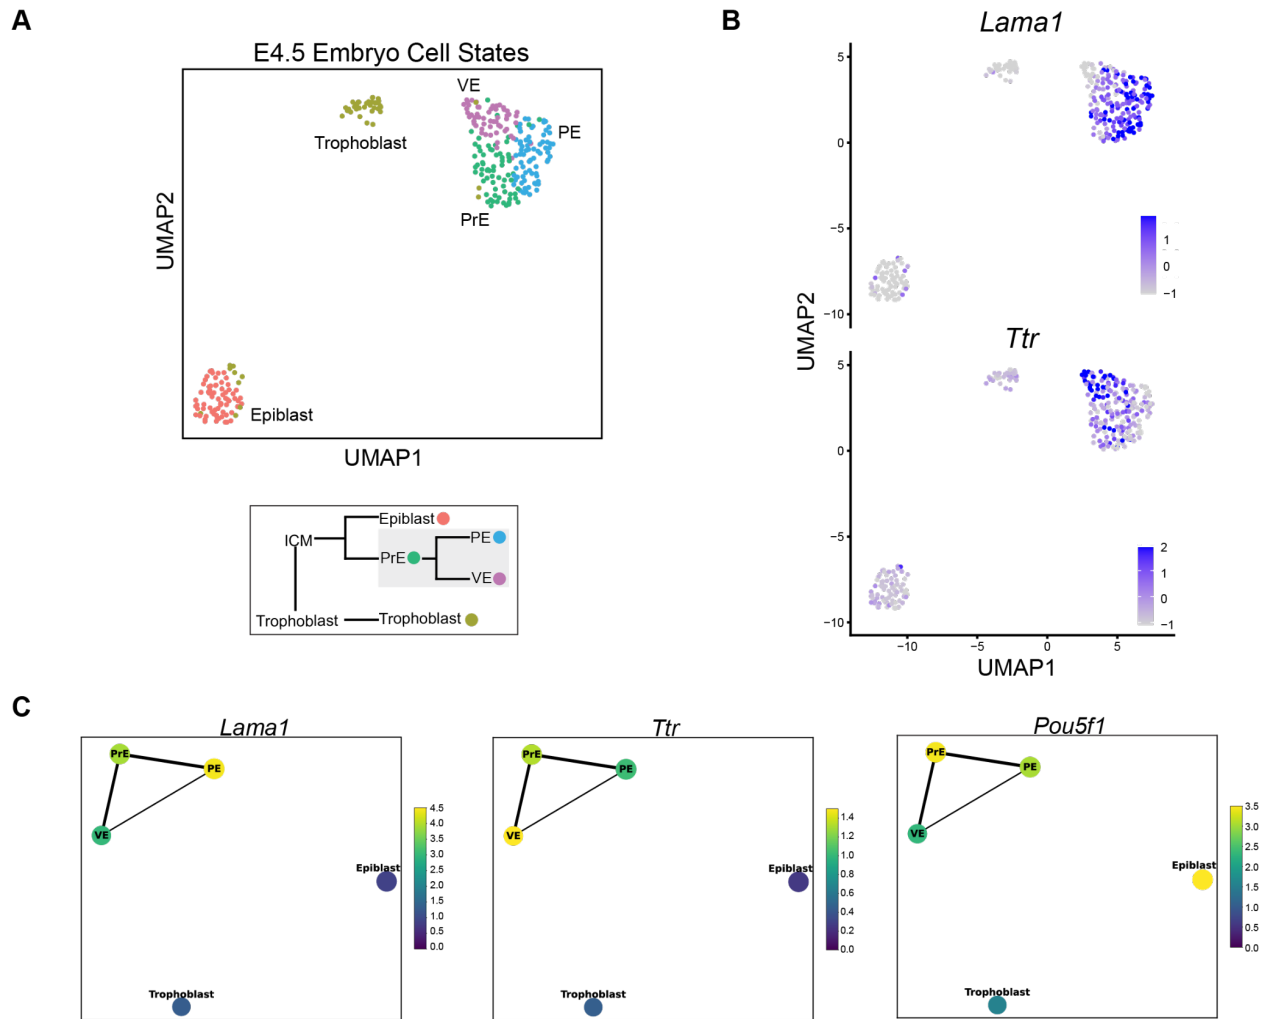 A
E4.5 Embryo Cell States
VE
PE
Trophoblast
PrE
UMAP2
Epiblast
UMAP1
ICM
Epiblast
PrE
PE
VE
Trophoblast
Trophoblast
B
Lama1
5
0
−5
−10
1
0
−1
UMAP2
Ttr
5
0
−5
−10
2
1
0
−1
−10
−5
0
5
UMAP1
C
Lama1
PrE
PE
VE
Epiblast
Trophoblast
4.5
4.0
3.5
3.0
2.5
2.0
1.5
1.0
0.5
0.0
Ttr
PrE
PE
VE
Epiblast
Trophoblast
1.4
1.2
1.0
0.8
0.6
0.4
0.2
0.0
Pou5f1
PrE
PE
VE
Epiblast
Trophoblast
3.5
3.0
2.5
2.0
1.5
1.0
0.5
0.0